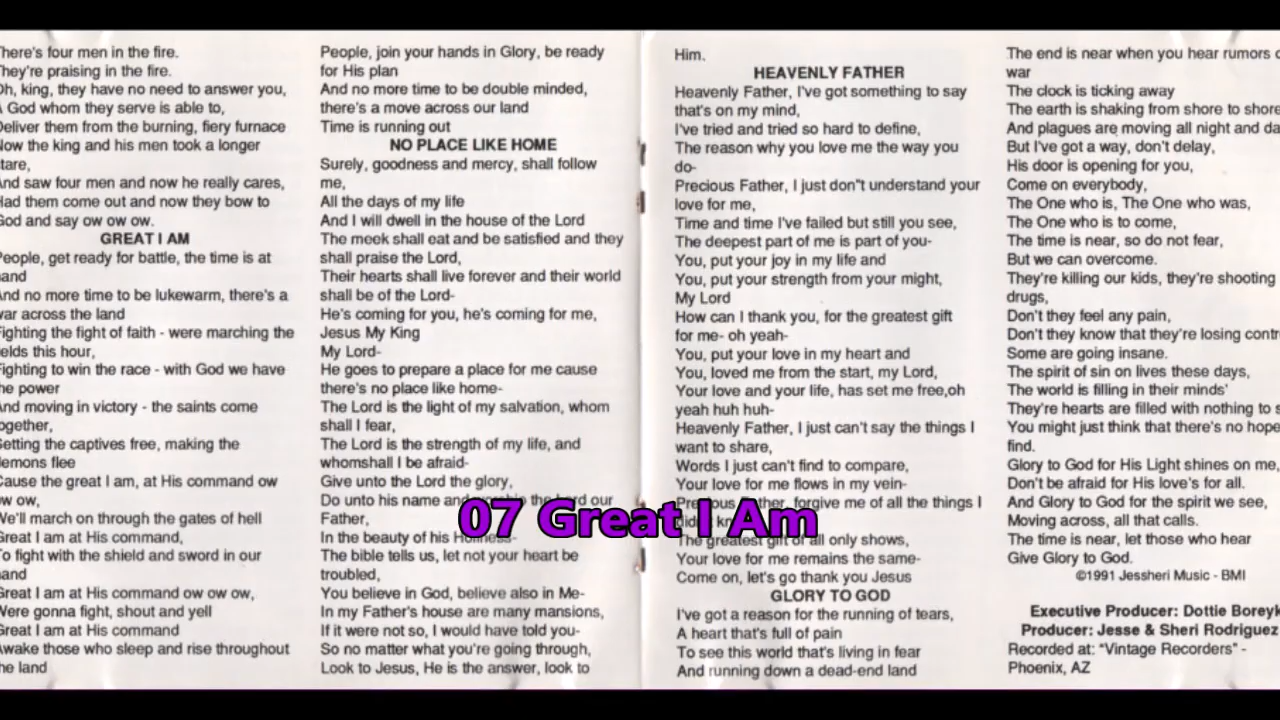 There's four men in the fire.
They're praising in the fire.
Oh, king, they have no need to answer you,
A God whom they serve is able to,
Deliver them from the burning, fiery furnace
Now the king and his men took a longer
stare,
And saw four men and now he really cares,
Had them come out and now they bow to
God and say ow ow ow.
GREAT I AM
People, get ready for battle, the time is at
hand
And no more time to be lukewarm, there's a
war across the land
Fighting the fight of faith - were marching the
fields this hour,
Fighting to win the race - with God we have
the power
And moving in victory - the saints come
together,
Setting the captives free, making the
demons flee
Cause the great I am, at His command ow
ow ow,
We'll march on through the gates of hell
Great I am at His command,
To fight with the shield and sword in our
hand
Great I am at His command ow ow ow,
Were gonna fight, shout and yell
Great I am at His command
Awake those who sleep and rise throughout
the land
People, join your hands in Glory, be ready
for His plan
And no more time to be double minded,
there's a move across our land
Time is running out
NO PLACE LIKE HOME
Surely, goodness and mercy, shall follow
me,
All the days of my life
And I will dwell in the house of the Lord
The meek shall eat and be satisfied and they
shall praise the Lord,
Their hearts shall live forever and their world
shall be of the Lord-
He's coming for you, he's coming for me,
Jesus My King
My Lord-
He goes to prepare a place for me cause
there's no place like home-
The Lord is the light of my salvation, whom
shall I fear,
The Lord is the strength of my life, and
whomshall I be afraid-
Give unto the Lord the glory,
Do unto his name and worship the Lord our
Father,
In the beauty of his Holiness-
The bible tells us, let not your heart be
troubled,
You believe in God, believe also in Me-
In my Father's house are many mansions,
If it were not so, I would have told you-
So no matter what you're going through,
Look to Jesus, He is the answer, look to
Him.
HEAVENLY FATHER
Heavenly Father, I've got something to say
that's on my mind,
I've tried and tried so hard to define,
The reason why you love me the way you
do-
Precious Father, I just don"t understand your
love for me,
Time and time I've failed but still you see,
The deepest part of me is part of you-
You, put your joy in my life and
You, put your strength from your might,
My Lord
How can I thank you, for the greatest gift
for me- oh yeah-
You, put your love in my heart and
You, loved me from the start, my Lord,
Your love and your life, has set me free,oh
yeah huh huh-
Heavenly Father, I just can't say the things I
want to share,
Words I just can't find to compare,
Your love for me flows in my vein-
Precious Father, forgive me of all the things I
The greatest gift of all only shows,
Your love for me remains the same-
Come on, let's go thank you Jesus
GLORY TO GOD
I've got a reason for the running of tears,
A heart that's full of pain
To see this world that's living in fear
And running down a dead-end land
The end is near when you hear rumors of
war
The clock is ticking away
The earth is shaking from shore to shore
And plagues are moving all night and day
But I've got a way, don't delay,
His door is opening for you,
Come on everybody,
The One who is, The One who was,
The One who is to come,
The time is near, so do not fear,
But we can overcome.
They're killing our kids, they're shooting
drugs,
Don't they feel any pain,
Don't they know that they're losing control
Some are going insane.
The spirit of sin on lives these days,
The world is filling in their minds'
They're hearts are filled with nothing to
You might just think that there's no hope
find.
Glory to God for His Light shines on me,
Don't be afraid for His love's for all.
And Glory to God for the spirit we see,
Moving across, all that calls.
The time is near, let those who hear
Give Glory to God.
©1991 Jessheri Music - BMI
Executive Producer: Dottie Boreyk
Producer: Jesse & Sheri Rodriguez
Recorded at: "Vintage Recorders" -
Phoenix, AZ
07 Great I Am